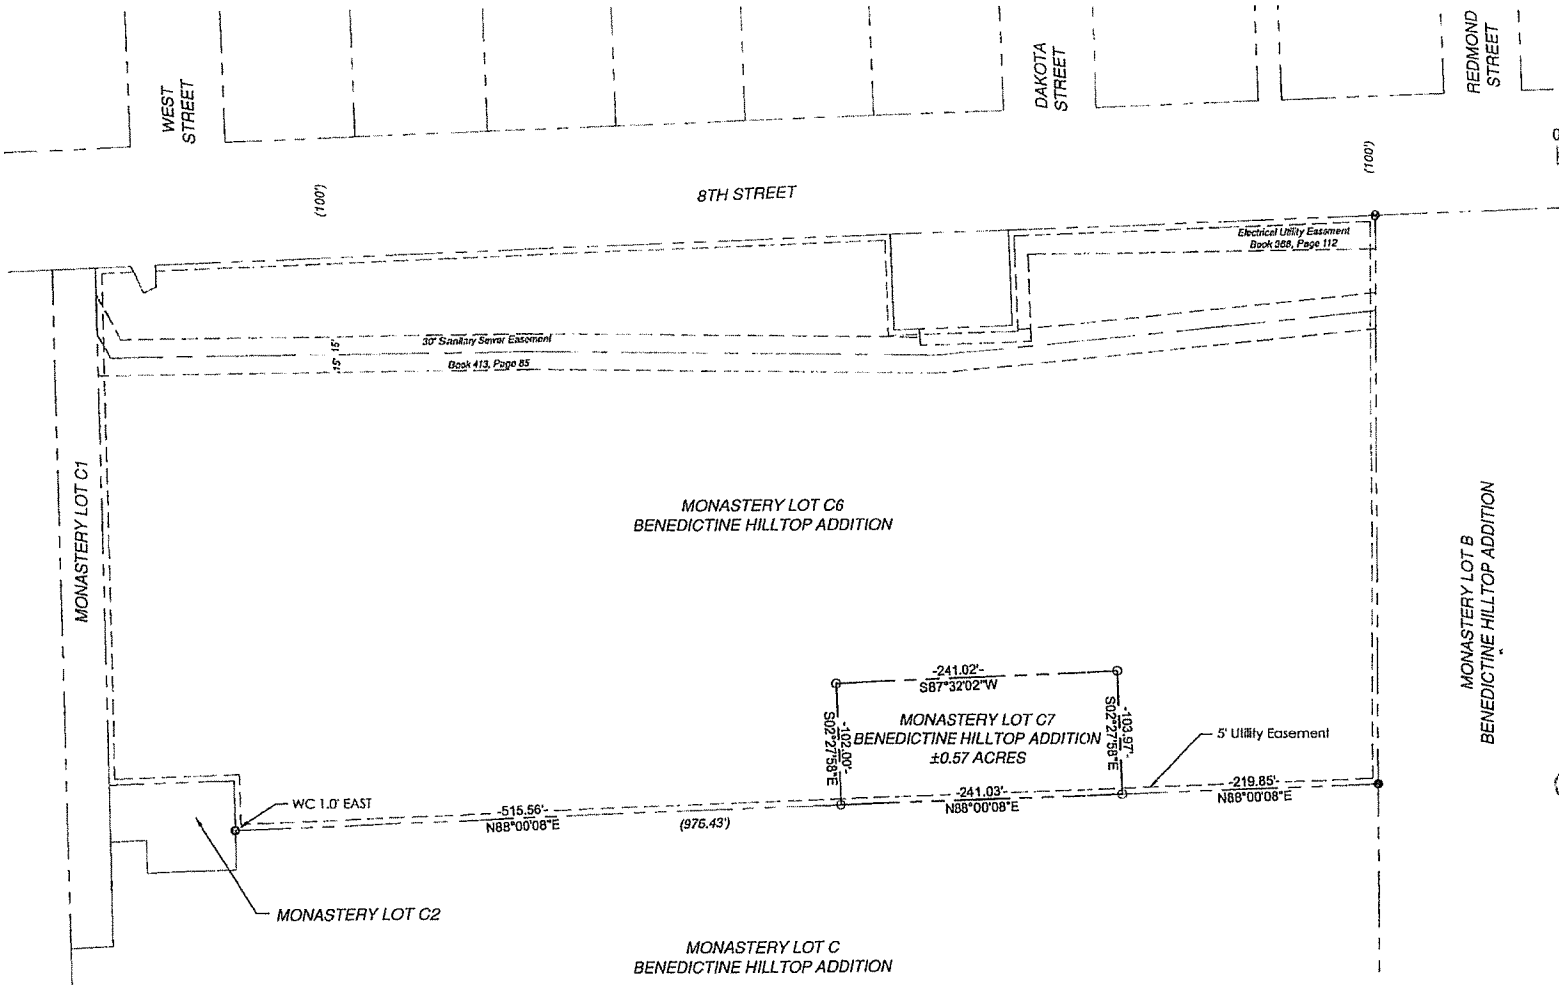 WEST
STREET
DAKOTA
STREET
REDMOND
STREET
(100')
8TH STREET
(100')
Electrical Utility Easement
Book 368, Page 112
30' Sanitary Sewer Easement
15' 15'
Book 413, Page 85
MONASTERY LOT C1
MONASTERY LOT C6
BENEDICTINE HILLTOP ADDITION
MONASTERY LOT B
BENEDICTINE HILLTOP ADDITION
-241.02'-
S87°32'02"W
-102.00'-
S02°27'58"E
MONASTERY LOT C7
BENEDICTINE HILLTOP ADDITION
±0.57 ACRES
-103.97'-
S02°27'58"E
5' Utility Easement
WC 1.0' EAST
-515.56'-
N88°00'08"E
(976.43')
-241.03'-
N88°00'08"E
-219.85'-
N88°00'08"E
MONASTERY LOT C2
MONASTERY LOT C
BENEDICTINE HILLTOP ADDITION